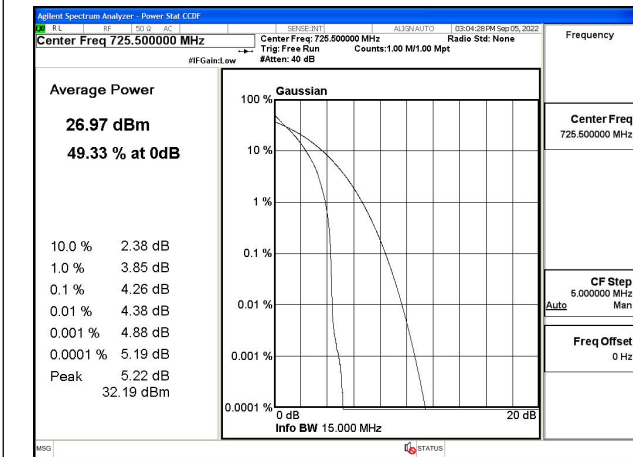 Agilent Spectrum Analyzer - Power Stat CCDF
LXI RL RF 50 Ω AC SENSE:INT ALIGNAUTO 03:04:28 PM Sep 05, 2022
Center Freq 725.500000 MHz
Center Freq: 725.500000 MHz Radio Std: None
Trig: Free Run Counts:1.00 M/1.00 Mpt
#IFGain:Low #Atten: 40 dB
Frequency
Average Power
26.97 dBm
49.33 % at 0dB
10.0 % 2.38 dB
1.0 % 3.85 dB
0.1 % 4.26 dB
0.01 % 4.38 dB
0.001 % 4.88 dB
0.0001 % 5.19 dB
Peak 5.22 dB
32.19 dBm
Gaussian
100 %
10 %
1 %
0.1 %
0.01 %
0.001 %
0.0001 %
0 dB 20 dB
Info BW 15.000 MHz
Center Freq
725.500000 MHz
CF Step
5.000000 MHz
Auto Man
Freq Offset
0 Hz
MSG STATUS